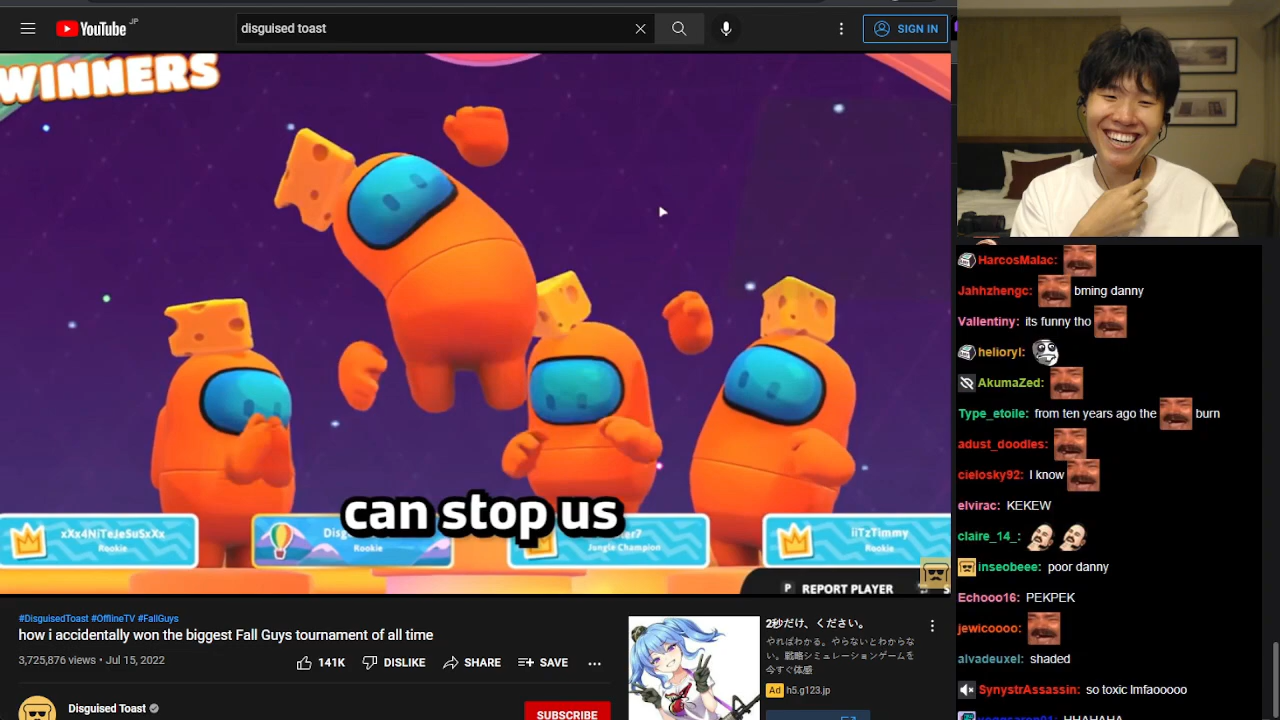 YouTube JP
disguised toast
SIGN IN
WINNERS
can stop us
xXx4NiTeJeSuSxXx
Rookie
Rookie
Jungle Champion
iiTzTimmy
Rookie
P REPORT PLAYER
#DisguisedToast #OfflineTV #FallGuys
how i accidentally won the biggest Fall Guys tournament of all time
3,725,876 views • Jul 15, 2022
141K
DISLIKE
SHARE
SAVE
Disguised Toast
SUBSCRIBE
2秒だけ、ください。
やればわかる。やらないとわからな
い。戦略シミュレーションゲームを
今すぐ体感
Ad h5.g123.jp
HarcosMalac:
Jahhzhengc: bming danny
Vallentiny: its funny tho
helioryl:
AkumaZed:
Type_etoile: from ten years ago the burn
adust_doodles:
cielosky92: I know
elvirac: KEKEW
claire_14_:
inseobeee: poor danny
Echooo16: PEKPEK
jewicoooo:
alvadeuxel: shaded
SynystrAssassin: so toxic lmfaooooo